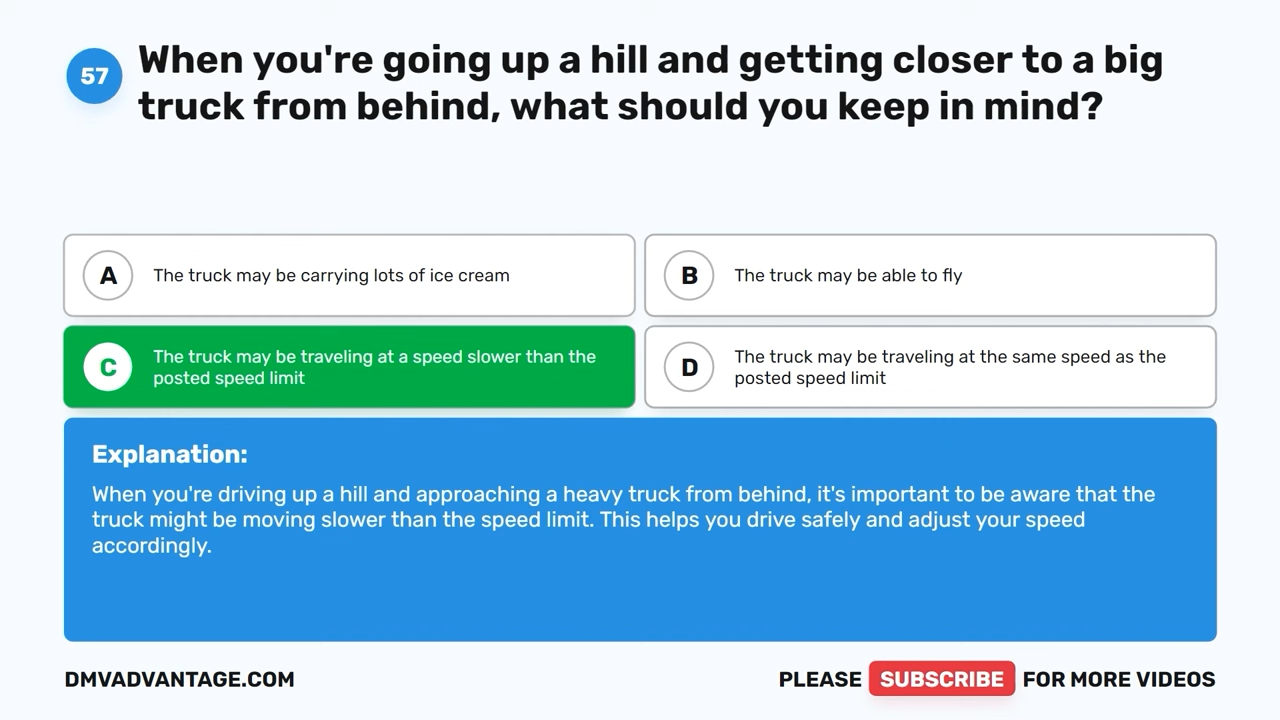 57
When you're going up a hill and getting closer to a big
truck from behind, what should you keep in mind?
A
The truck may be carrying lots of ice cream
B
The truck may be able to fly
C
The truck may be traveling at a speed slower than the
posted speed limit
D
The truck may be traveling at the same speed as the
posted speed limit
Explanation:
When you're driving up a hill and approaching a heavy truck from behind, it's important to be aware that the
truck might be moving slower than the speed limit. This helps you drive safely and adjust your speed
accordingly.
DMVADVANTAGE.COM
PLEASE SUBSCRIBE FOR MORE VIDEOS